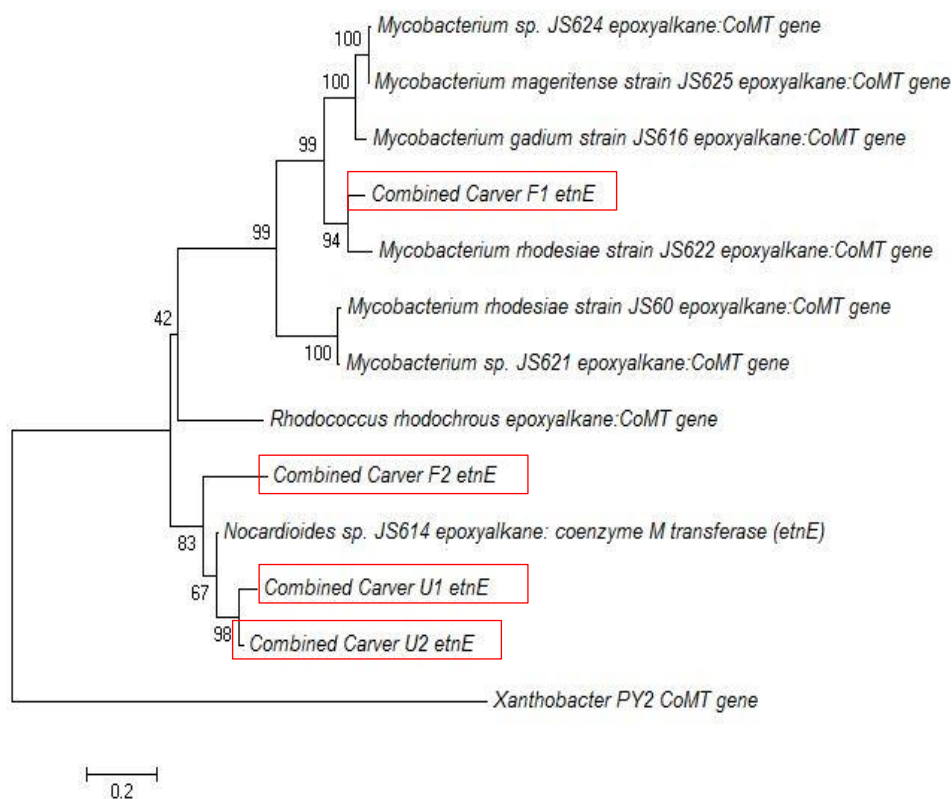 Mycobacterium sp. JS624 epoxyalkane:CoMT gene
100
100
Mycobacterium mageritense strain JS625 epoxyalkane:CoMT gene
Mycobacterium gadium strain JS616 epoxyalkane:CoMT gene
99
Combined Carver F1 etnE
99
94
Mycobacterium rhodesiae strain JS622 epoxyalkane:CoMT gene
Mycobacterium rhodesiae strain JS60 epoxyalkane:CoMT gene
42
100
Mycobacterium sp. JS621 epoxyalkane:CoMT gene
Rhodococcus rhodochrous epoxyalkane:CoMT gene
Combined Carver F2 etnE
Nocardioides sp. JS614 epoxyalkane: coenzyme M transferase (etnE)
83
Combined Carver U1 etnE
67
98
Combined Carver U2 etnE
Xanthobacter PY2 CoMT gene
0.2